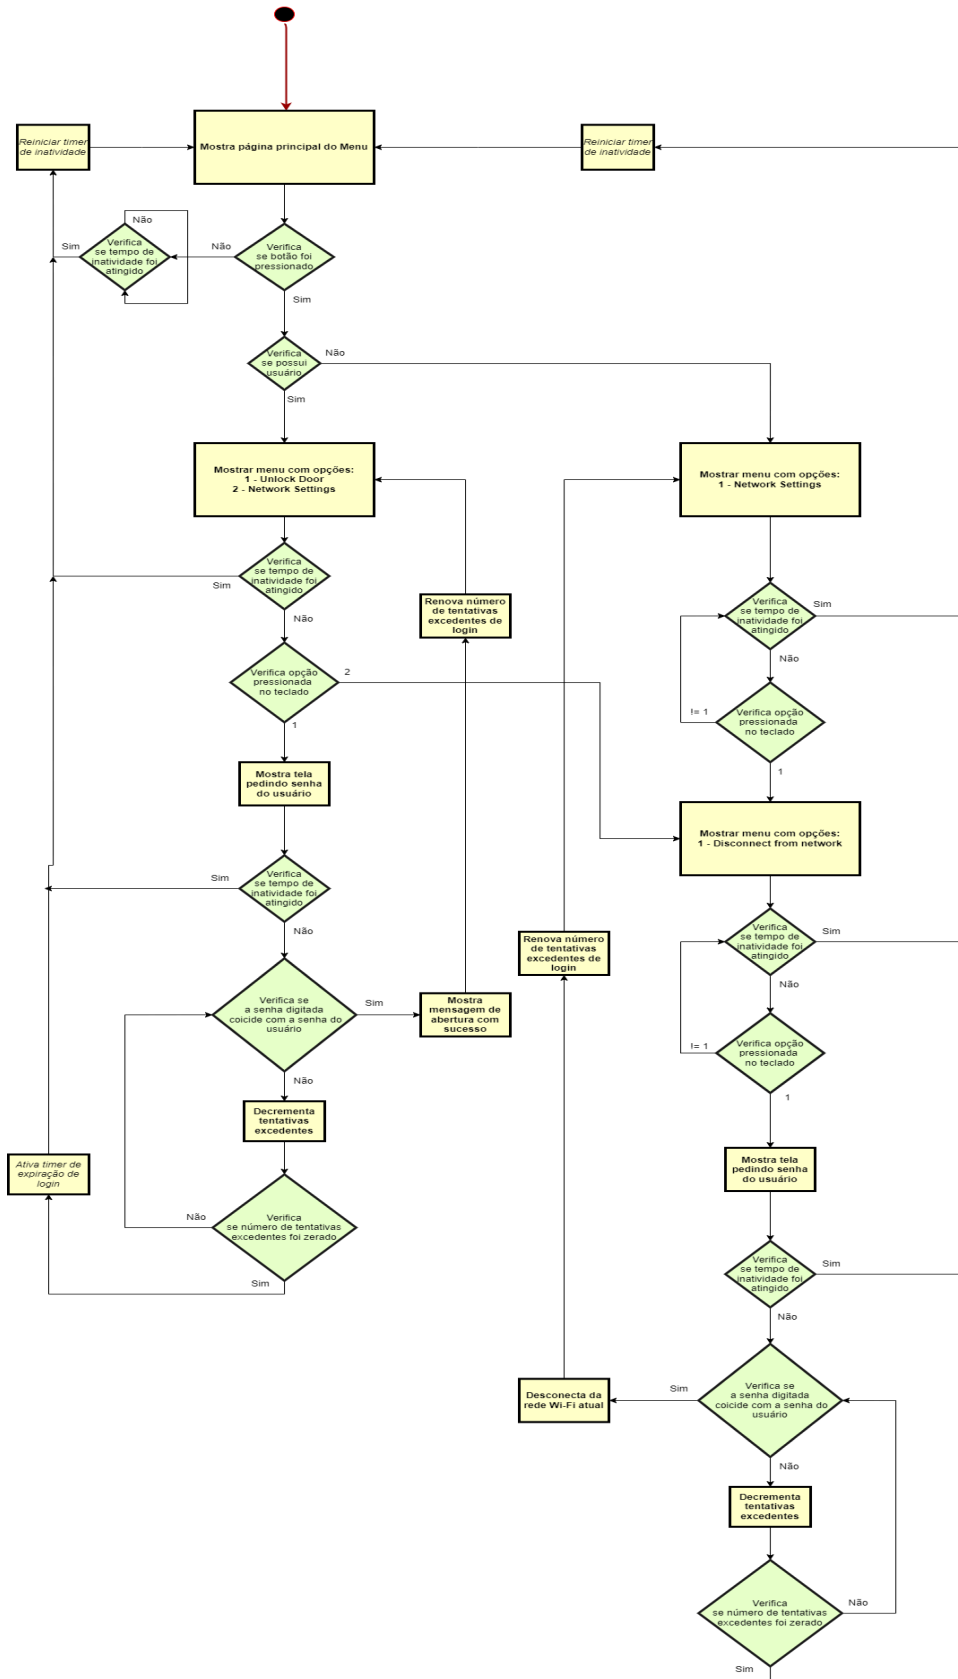 Reiniciar timer
de inatividade
Mostra página principal do Menu
Reiniciar timer
de inatividade
Não
Sim
Verifica
se tempo de
inatividade foi
atingido
Não
Verifica
se botão foi
pressionado
Sim
Verifica
se possui
usuário
Não
Sim
Mostrar menu com opções:
1 - Unlock Door
2 - Network Settings
Mostrar menu com opções:
1 - Network Settings
Verifica
se tempo de
inatividade foi
atingido
Sim
Não
Renova número
de tentativas
excedentes de
login
Verifica
se tempo de
inatividade foi
atingido
Sim
Não
Verifica opção
pressionada
no teclado
2
1
!= 1
Verifica opção
pressionada
no teclado
1
Mostra tela
pedindo senha
do usuário
Mostrar menu com opções:
1 - Disconnect from network
Sim
Verifica
se tempo de
inatividade foi
atingido
Não
Renova número
de tentativas
excedentes de
login
Verifica
se tempo de
inatividade foi
atingido
Sim
Não
Verifica se
a senha digitada
coicide com a senha do
usuário
Sim
Mostra
mensagem de
abertura com
sucesso
!= 1
Verifica opção
pressionada
no teclado
1
Não
Decrementa
tentativas
excedentes
Ativa timer de
expiração de
login
Mostra tela
pedindo senha
do usuário
Não
Verifica
se número de tentativas
excedentes foi zerado
Sim
Verifica
se tempo de
inatividade foi
atingido
Sim
Não
Desconecta da
rede Wi-Fi atual
Sim
Verifica se
a senha digitada
coicide com a senha do
usuário
Não
Decrementa
tentativas
excedentes
Verifica
se número de tentativas
excedentes foi zerado
Não
Sim